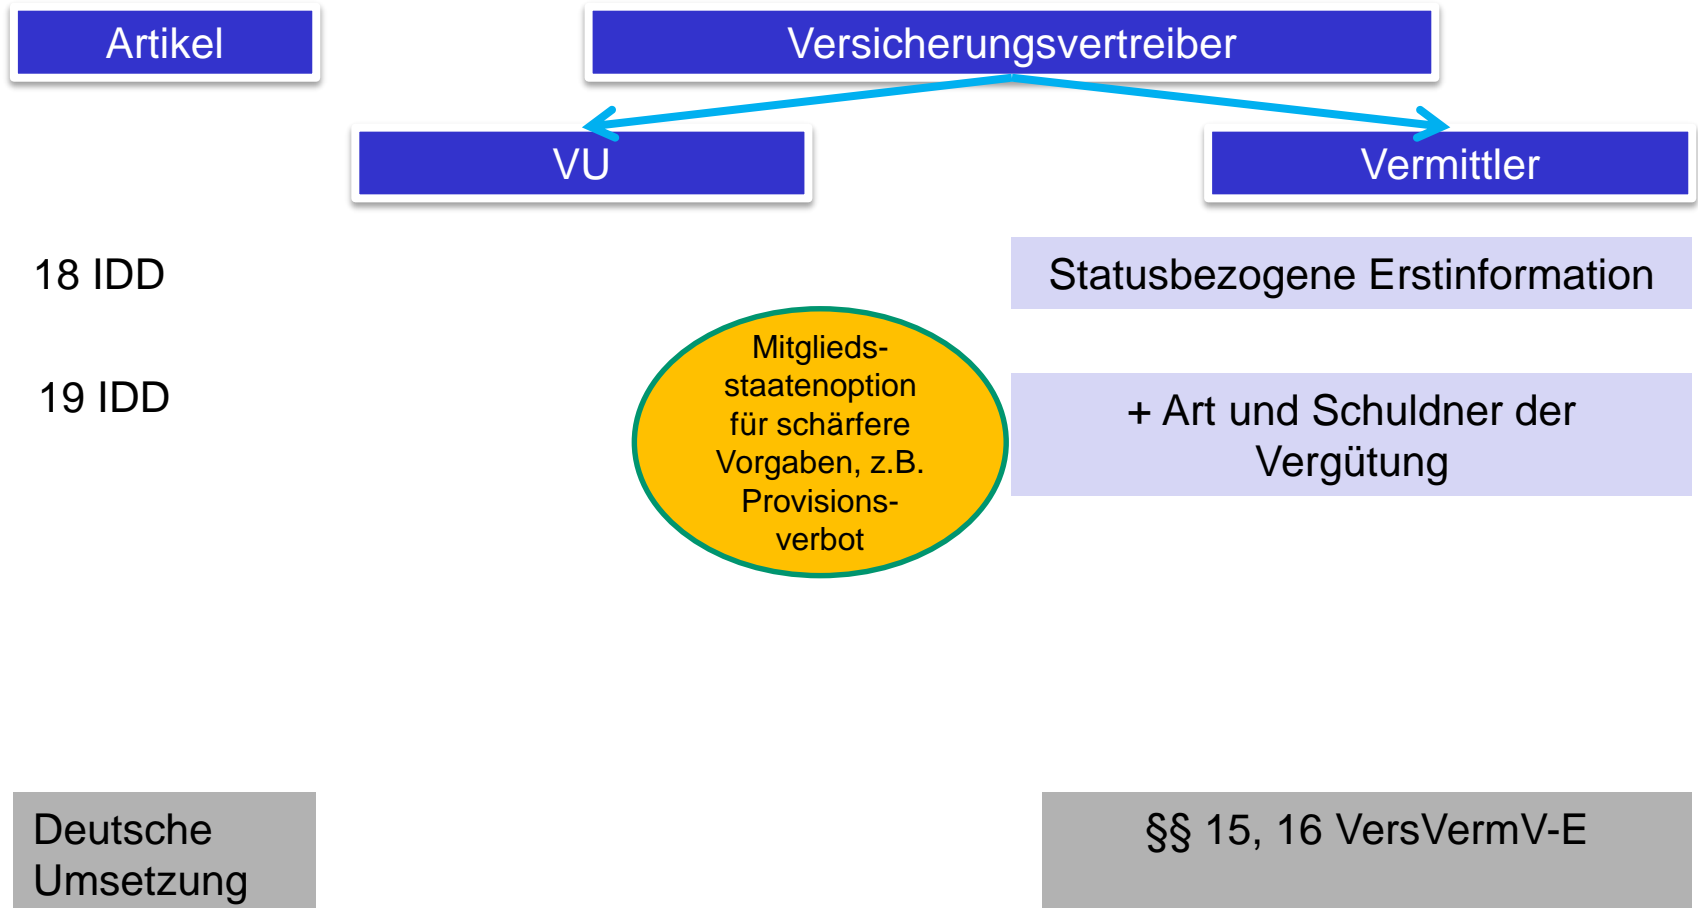 Artikel
Versicherungsvertreiber
VU
Vermittler
18 IDD
Statusbezogene Erstinformation
19 IDD
Mitglieds-
staatenoption
für schärfere
Vorgaben, z.B.
Provisions-
verbot
+ Art und Schuldner der
Vergütung
Deutsche
Umsetzung
§§ 15, 16 VersVermV-E